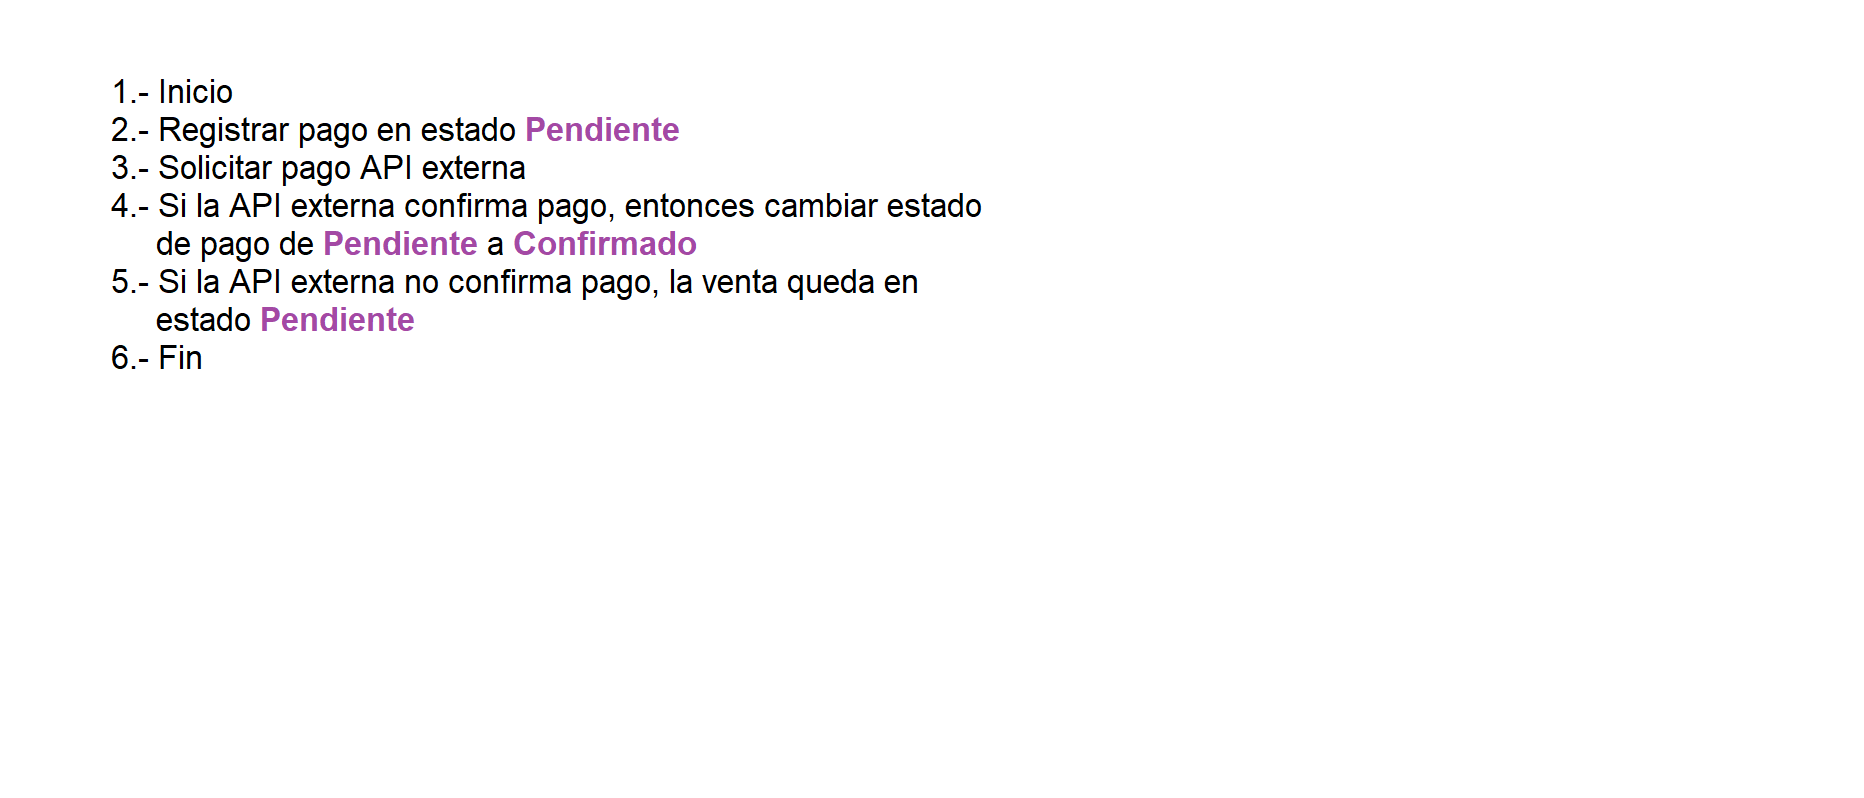 1.- Inicio
2.- Registrar pago en estado Pendiente
3.- Solicitar pago API externa
4.- Si la API externa confirma pago, entonces cambiar estado
de pago de Pendiente a Confirmado
5.- Si la API externa no confirma pago, la venta queda en
estado Pendiente
6.- Fin